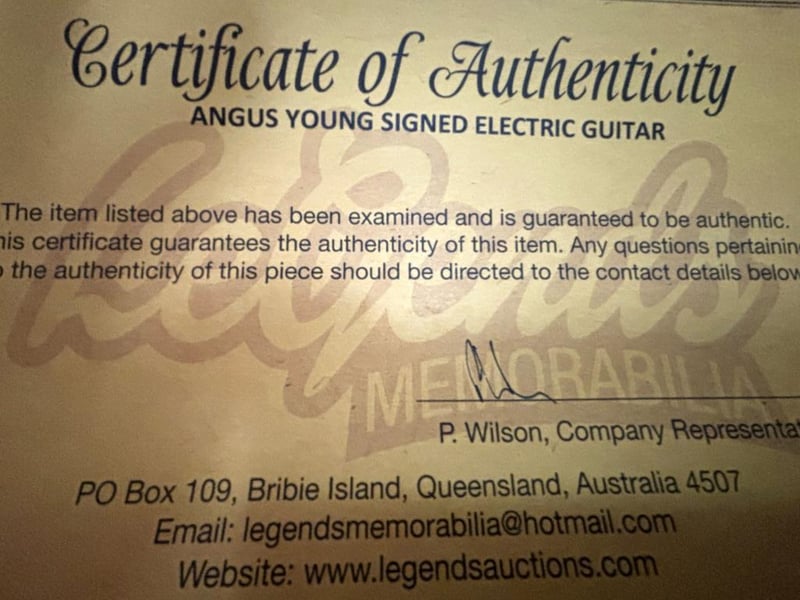 Certificate of Authenticity
ANGUS YOUNG SIGNED ELECTRIC GUITAR
The item listed above has been examined and is guaranteed to be authentic.
his certificate guarantees the authenticity of this item. Any questions pertaining
o the authenticity of this piece should be directed to the contact details below
Legends
MEMORABILIA
P. Wilson, Company Representat
PO Box 109, Bribie Island, Queensland, Australia 4507
Email: legendsmemorabilia@hotmail.com
Website: www.legendsauctions.com